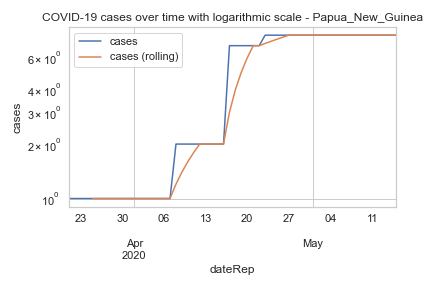 COVID-19 cases over time with logarithmic scale - Papua_New_Guinea
cases
cases (rolling)
6 × 10⁰
4 × 10⁰
3 × 10⁰
2 × 10⁰
10⁰
cases
23 30 06 13 20 27 04 11
Apr May
2020
dateRep